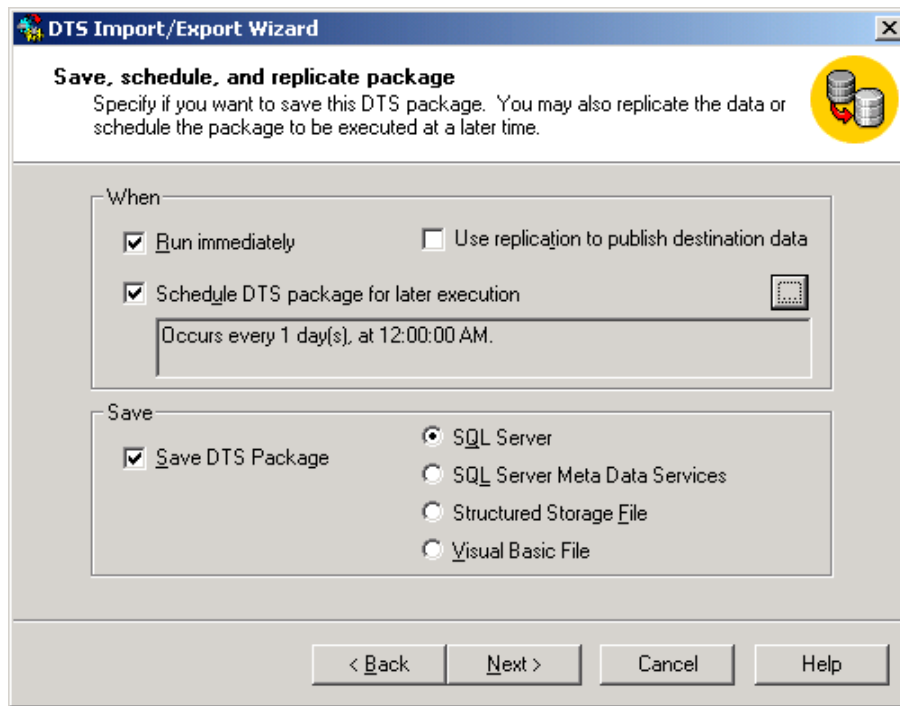 DTS Import/Export Wizard
Save, schedule, and replicate package
Specify if you want to save this DTS package.  You may also replicate the data or
schedule the package to be executed at a later time.
When
Run immediately
Use replication to publish destination data
Schedule DTS package for later execution
...
Occurs every 1 day(s), at 12:00:00 AM.
Save
Save DTS Package
SQL Server
SQL Server Meta Data Services
Structured Storage File
Visual Basic File
< Back
Next >
Cancel
Help